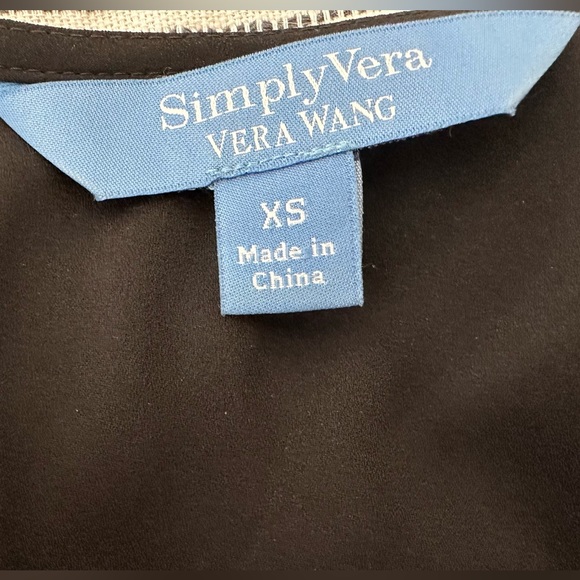 SimplyVera
VERA WANG
XS
Made in
China